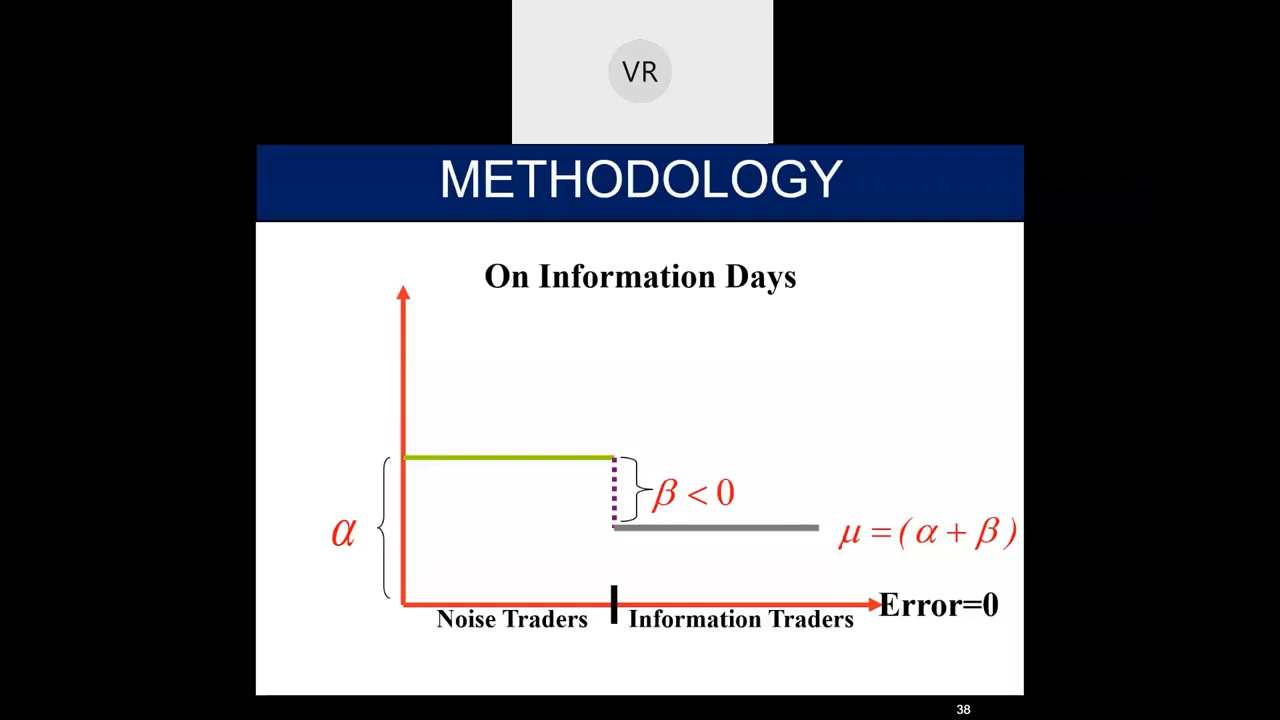 VR
METHODOLOGY
On Information Days
β < 0
α
μ = (α + β)
Error=0
Noise Traders
Information Traders
38